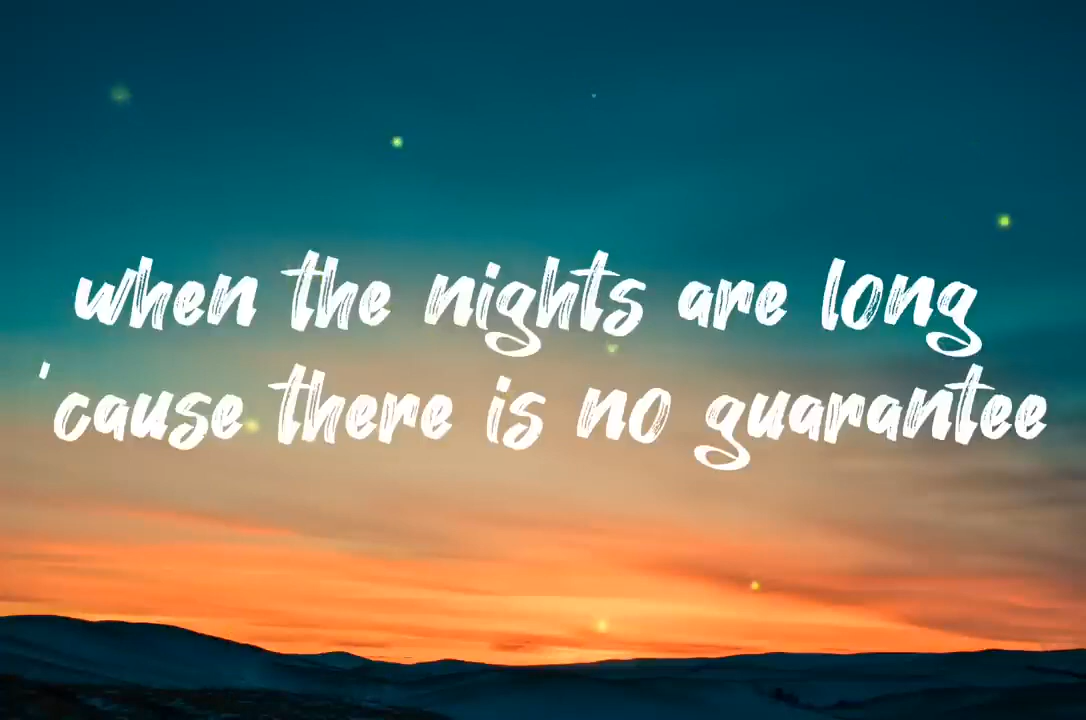 when the nights are long
'cause there is no guarantee